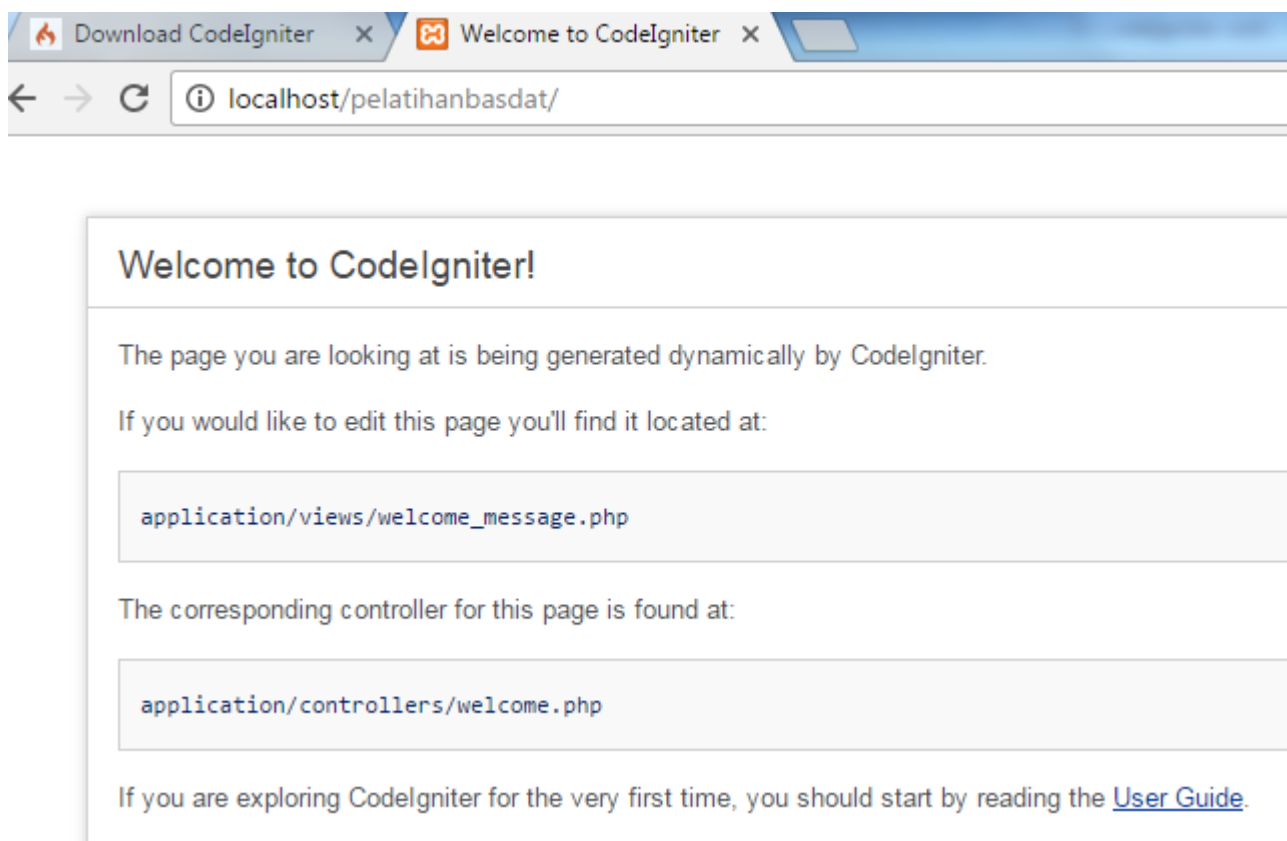 Download CodeIgniter
Welcome to CodeIgniter
localhost/pelatihanbasdat/
Welcome to CodeIgniter!
The page you are looking at is being generated dynamically by CodeIgniter.
If you would like to edit this page you'll find it located at:
application/views/welcome_message.php
The corresponding controller for this page is found at:
application/controllers/welcome.php
If you are exploring CodeIgniter for the very first time, you should start by reading the User Guide.